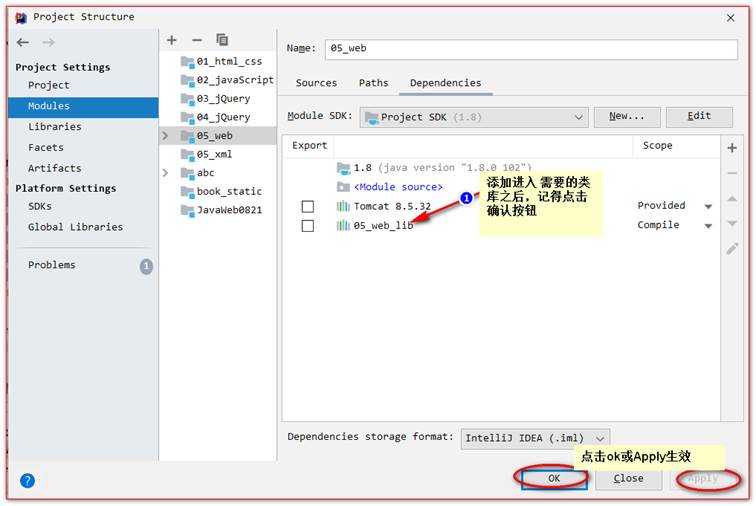 Project Structure
Project Settings
Project
Modules
Libraries
Facets
Artifacts
Platform Settings
SDKs
Global Libraries
Problems
1
01_html_css
02_javaScript
03_jQuery
04_jQuery
05_web
05_xml
abc
book_static
JavaWeb0821
Name:
05_web
Sources
Paths
Dependencies
Module SDK:
Project SDK (1.8)
New...
Edit
Export
Scope
1.8 (java version "1.8.0_102")
<Module source>
Tomcat 8.5.32
Provided
05_web_lib
Compile
1
添加进入 需要的类
库之后，记得点击
确认按钮
Dependencies storage format:
IntelliJ IDEA (.iml)
点击ok或Apply生效
?
OK
Close
Apply